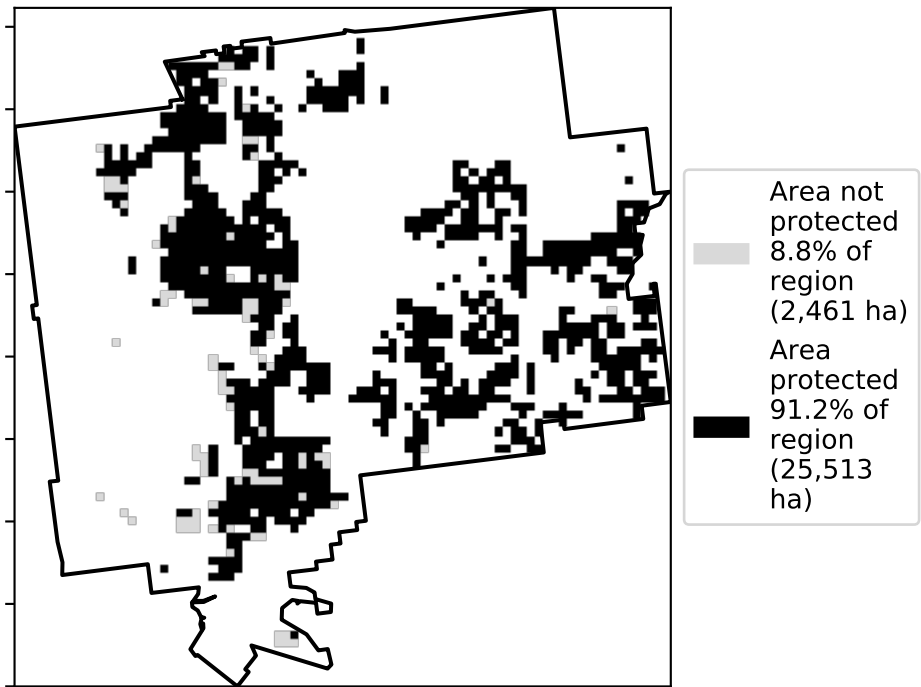 Area not
protected
8.8% of
region
(2,461 ha)
Area
protected
91.2% of
region
(25,513
ha)